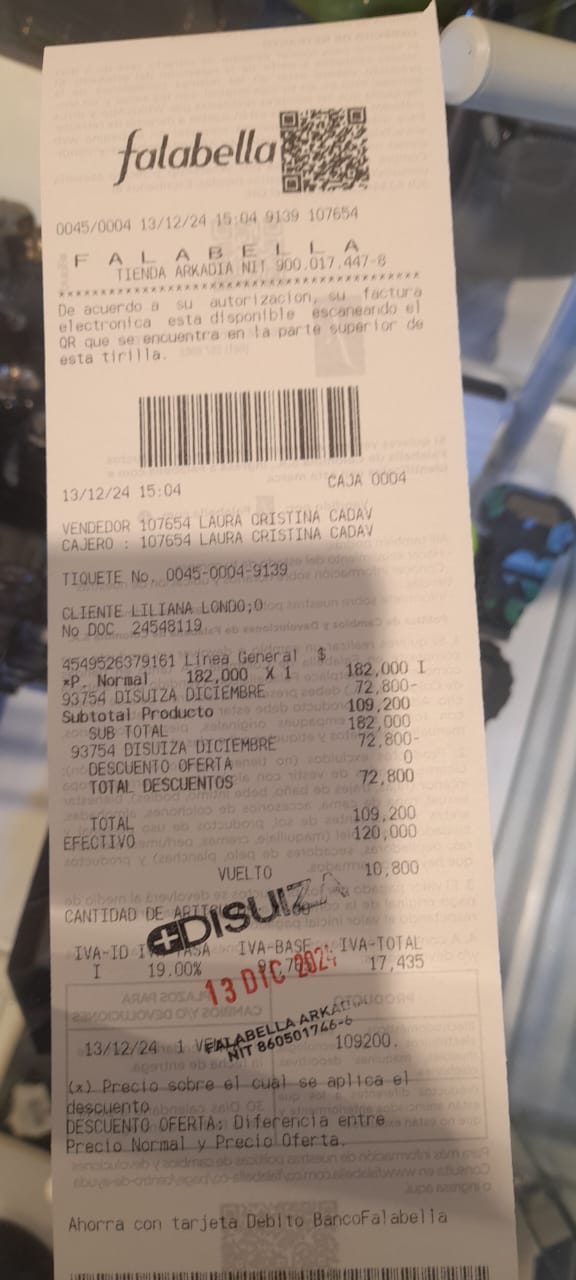 falabella
0045/0004 13/12/24 15:04 9139 107654
F A L A B E L L A
TIENDA ARKADIA NIT 900.017.447-8
****************************************
De acuerdo a su autorizacion, su factura
electronica esta disponible escaneando el
QR que se encuentra en la parte superior de
esta tirilla.
13/12/24 15:04 CAJA 0004
VENDEDOR 107654 LAURA CRISTINA CADAV
CAJERO : 107654 LAURA CRISTINA CADAV
TIQUETE No. 0045-0004-9139
CLIENTE LILIANA LONDO;O
No DOC 24548119
4549526379161 Linea General $
*P. Normal 182,000 X 1 182,000 I
93754 DISUIZA DICIEMBRE 72,800-
Subtotal Producto 109,200
SUB TOTAL 182,000
93754 DISUIZA DICIEMBRE 72,800-
DESCUENTO OFERTA 0
TOTAL DESCUENTOS 72,800
TOTAL 109,200
EFECTIVO 120,000
VUELTO 10,800
CANTIDAD DE
DISUIZA
IVA-ID IVA-BASE IVA-TOTAL
I 19.00% 17,435
13 DIC 2024
FALABELLA
NIT 860501746-6
13/12/24 1 109200.
(x) Precio sobre el cual se aplica el
descuento
DESCUENTO OFERTA: Diferencia entre
Precio Normal y Precio Oferta.
Ahorra con tarjeta Debito BancoFalabella